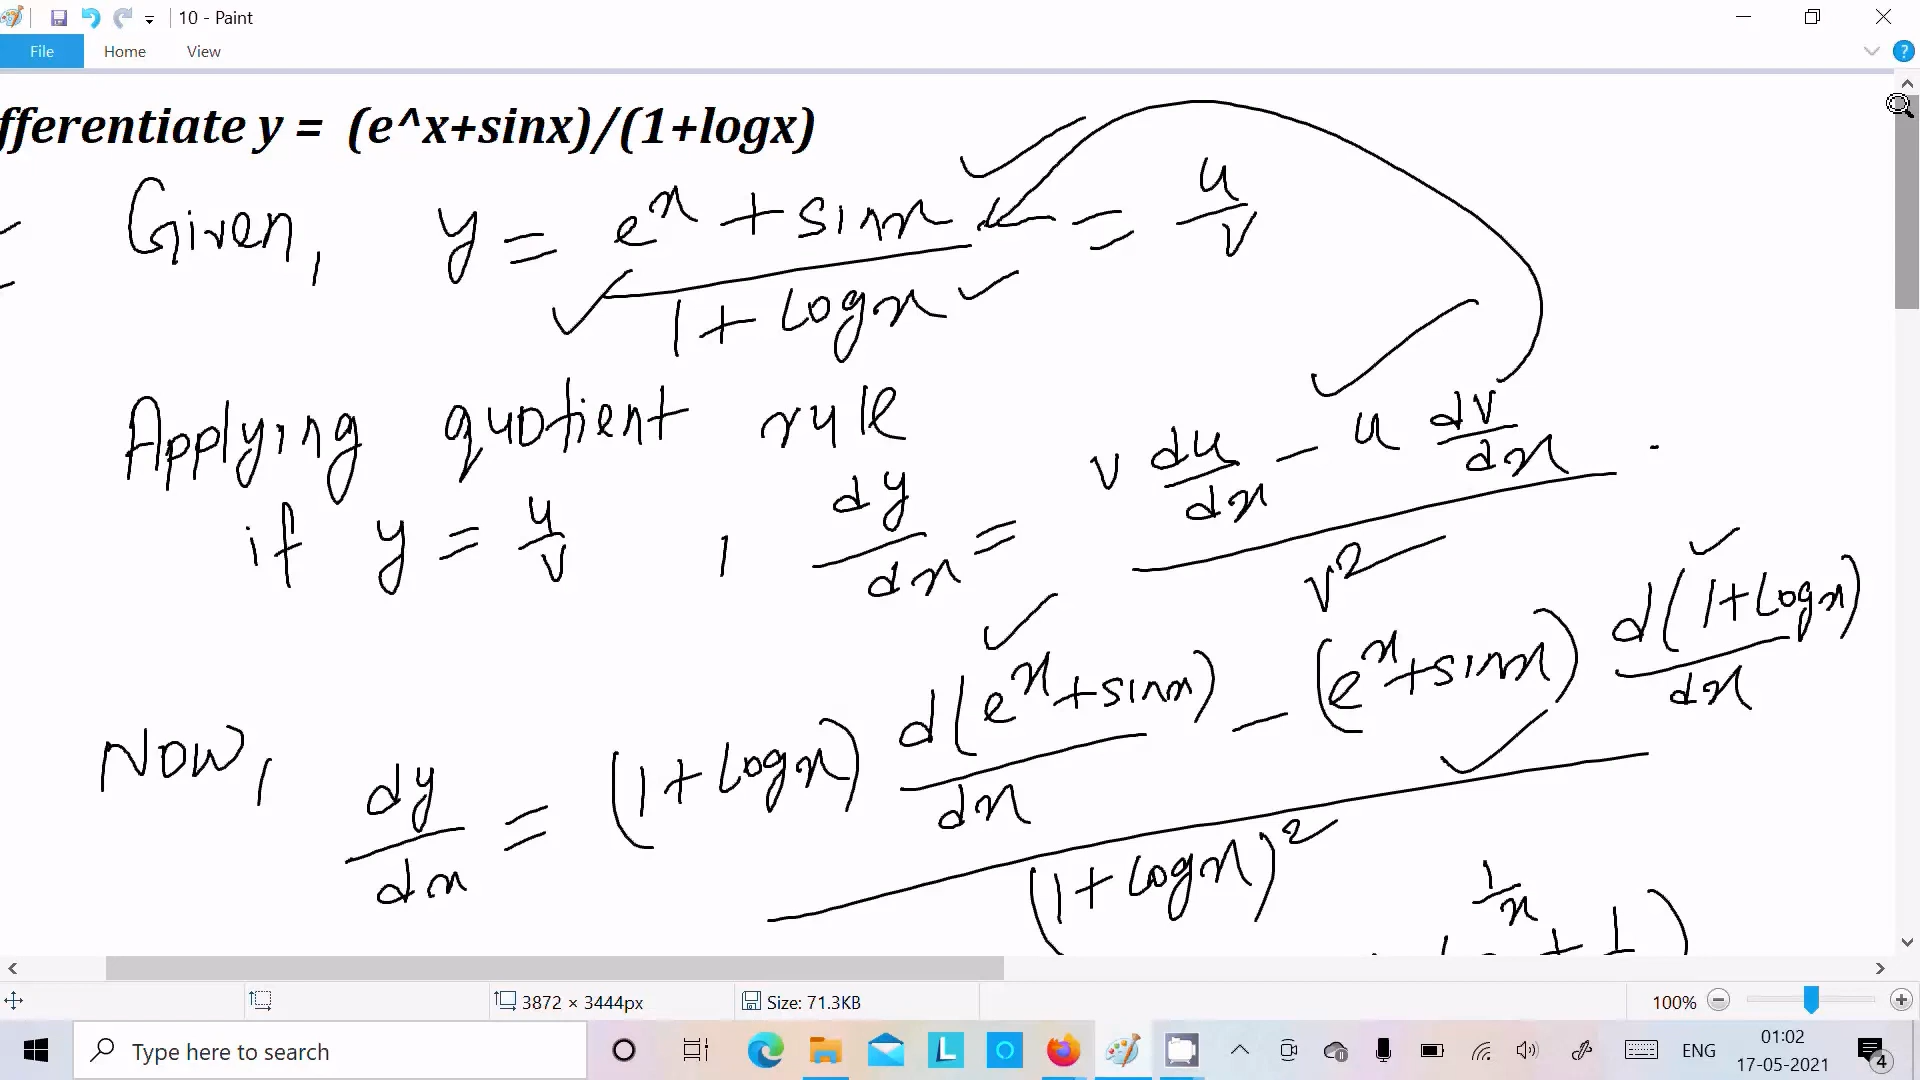 10 - Paint
File Home View
fferentiate y = (e^x+sinx)/(1+logx)
Given, y = (e^x + sinx)/(1 + logx) = u/v
Applying quotient rule
if y = u/v , dy/dx = (v du/dx - u dv/dx)/v^2
Now, dy/dx = ((1 + logx) d(e^x + sinx)/dx - (e^x + sinx) d(1 + logx)/dx)/(1 + logx)^2
1/x
3872 × 3444px Size: 71.3KB 100%
Type here to search
L
ENG
01:02
17-05-2021
4